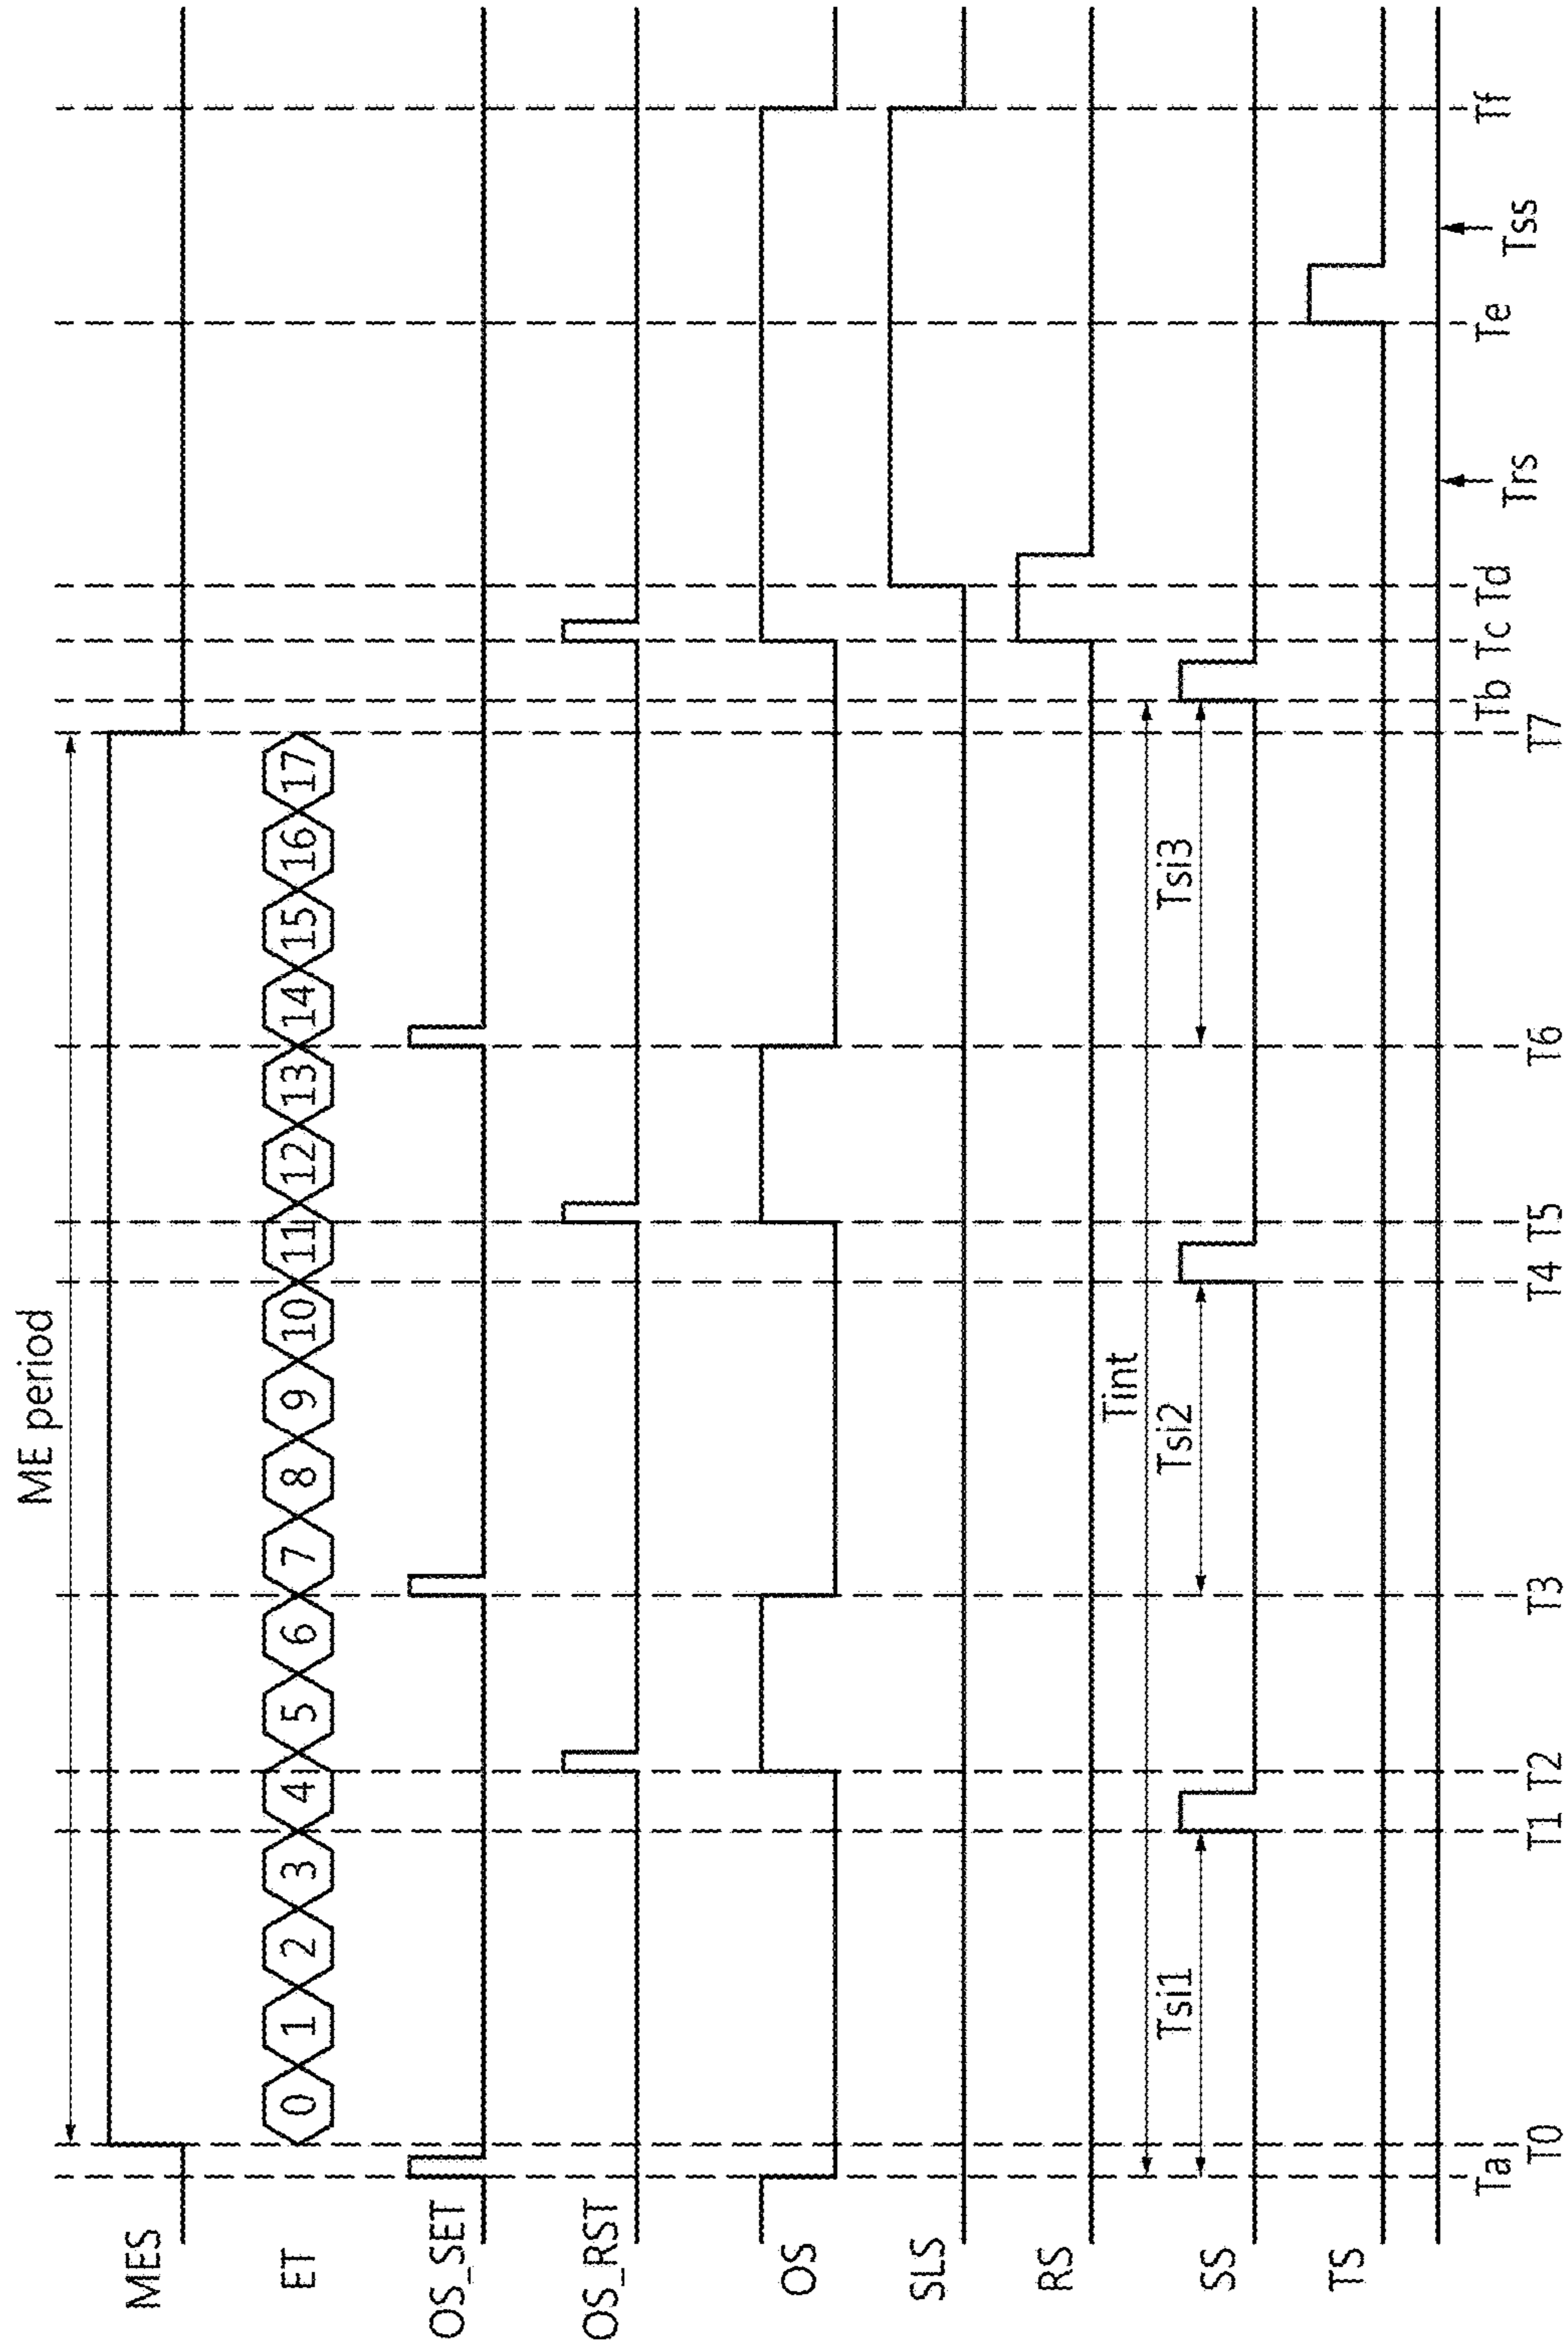 ME period
MES
ET
0 1 2 3 4 5 6 7 8 9 10 11 12 13 14 15 16 17
OS_SET
OS_RST
OS
SLS
RS
Tint
SS
Tsi1
Tsi2
Tsi3
TS
Ta Tb Tc Td Te Tf
Trs Tss
T0 T1 T2 T3 T4 T5 T6 T7